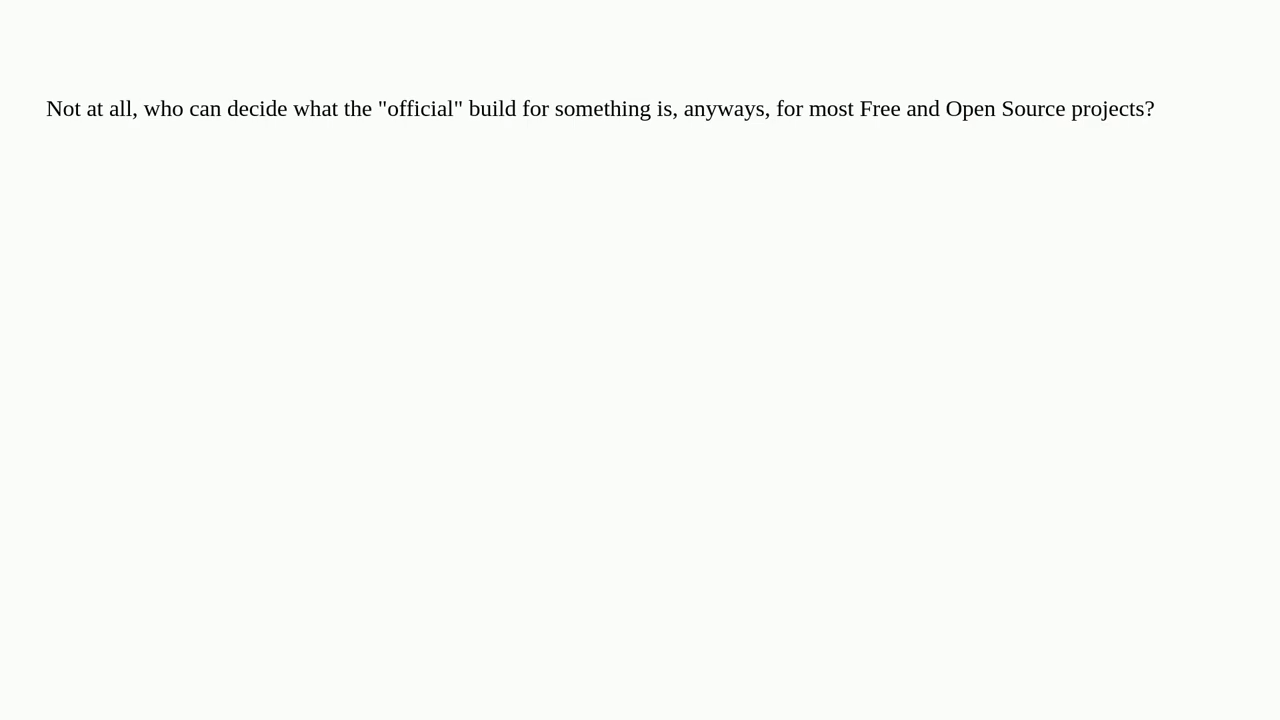 Not at all, who can decide what the "official" build for something is, anyways, for most Free and Open Source projects?